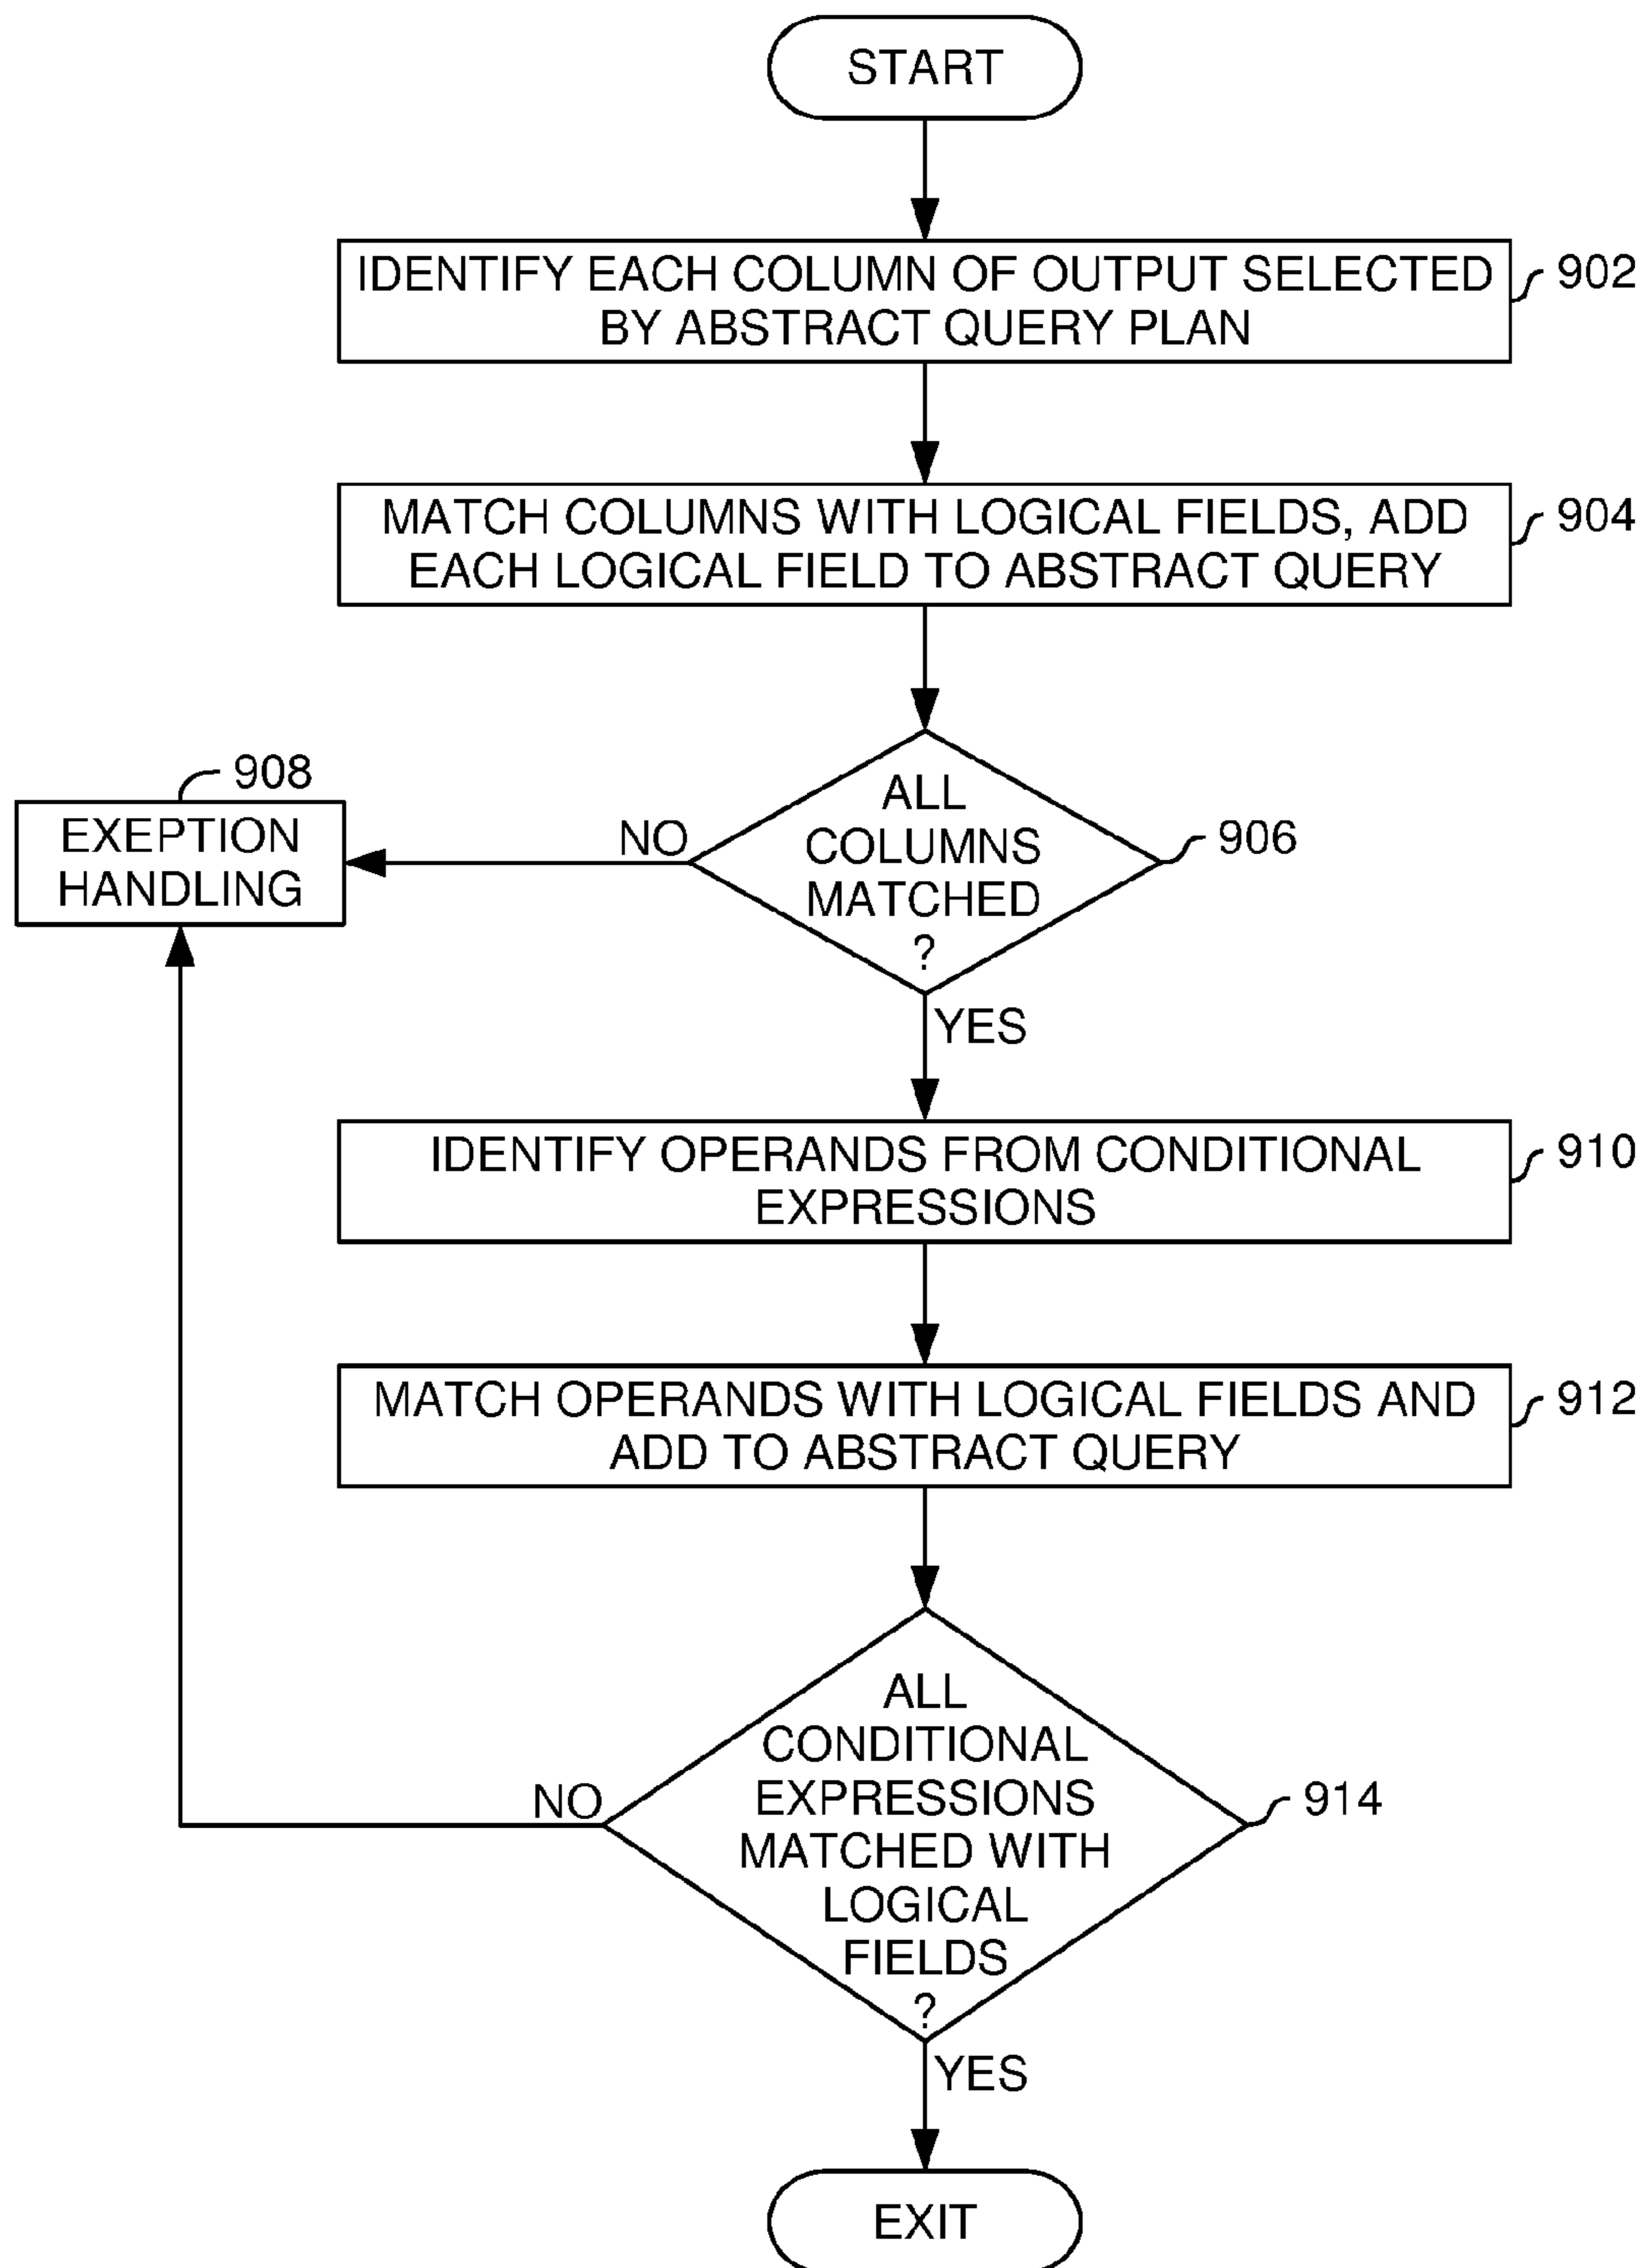 START
IDENTIFY EACH COLUMN OF OUTPUT SELECTED
BY ABSTRACT QUERY PLAN
902
MATCH COLUMNS WITH LOGICAL FIELDS, ADD
EACH LOGICAL FIELD TO ABSTRACT QUERY
904
ALL
COLUMNS
MATCHED
?
906
NO
908
EXEPTION
HANDLING
YES
IDENTIFY OPERANDS FROM CONDITIONAL
EXPRESSIONS
910
MATCH OPERANDS WITH LOGICAL FIELDS AND
ADD TO ABSTRACT QUERY
912
ALL
CONDITIONAL
EXPRESSIONS
MATCHED WITH
LOGICAL
FIELDS
?
914
NO
YES
EXIT